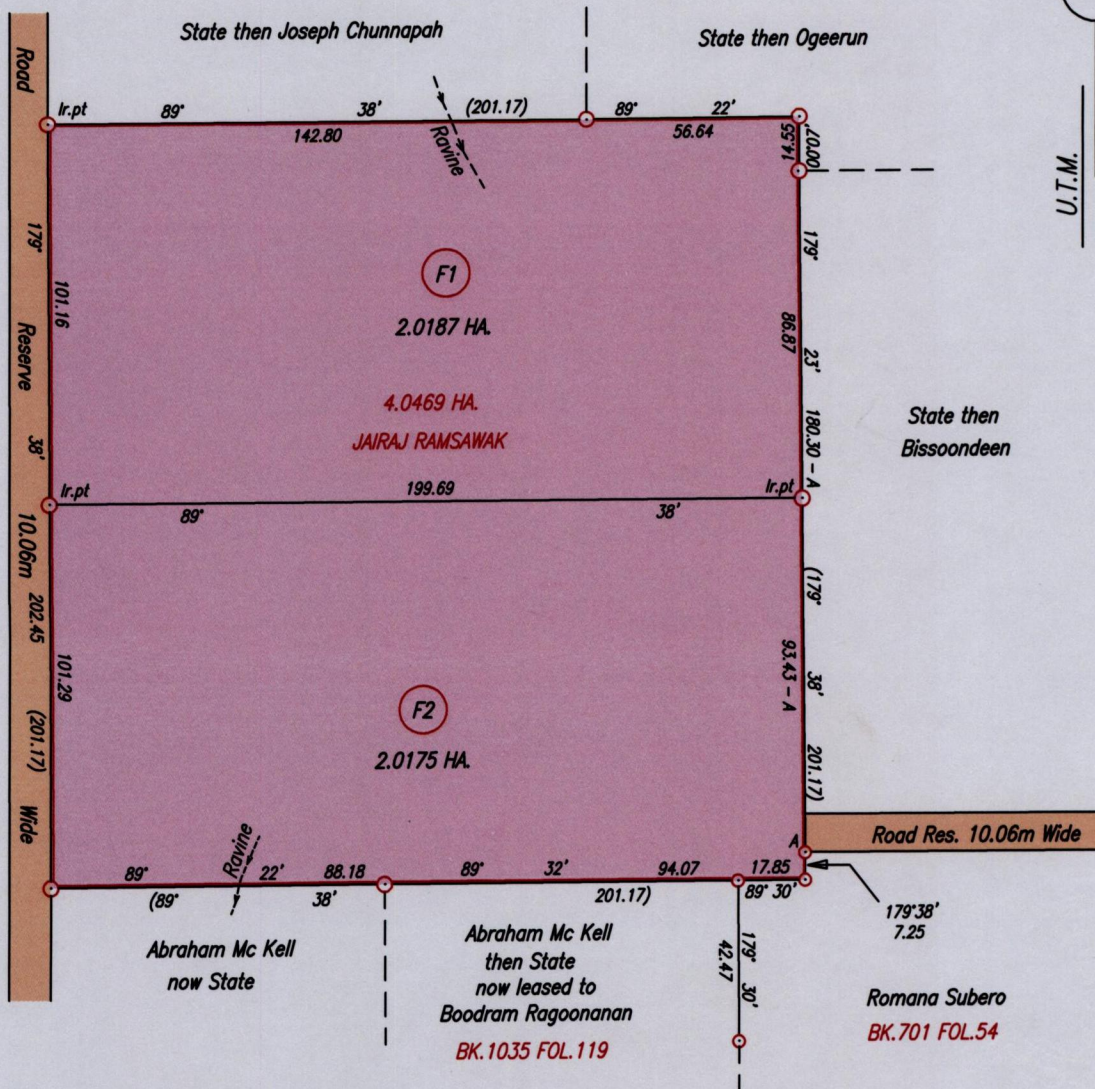 State then Joseph Chunnapah
State then Ogeerun
Road
Ir.pt
89° 38' (201.17)
142.80
Ravine
89° 22'
56.64
14.55
U.T.M.
179° 38'
101.16
Reserve
F1
2.0187 HA.
4.0469 HA.
JAIRAJ RAMSAWAK
179° 23'
86.87
180.30 - A
State then
Bissoondeen
Ir.pt
199.69
Ir.pt
89° 38'
10.06m
202.45
(201.17)
Wide
101.29
F2
2.0175 HA.
(179° 38' 201.17)
93.43 - A
Road Res. 10.06m Wide
A
Ravine
89° 22' 88.18
89° 32' 94.07
17.85
(89° 38' 201.17)
89° 30'
179°38'
7.25
Abraham Mc Kell
now State
Abraham Mc Kell
then State
now leased to
Boodram Ragoonanan
BK.1035 FOL.119
179° 30'
42.47
Romana Subero
BK.701 FOL.54